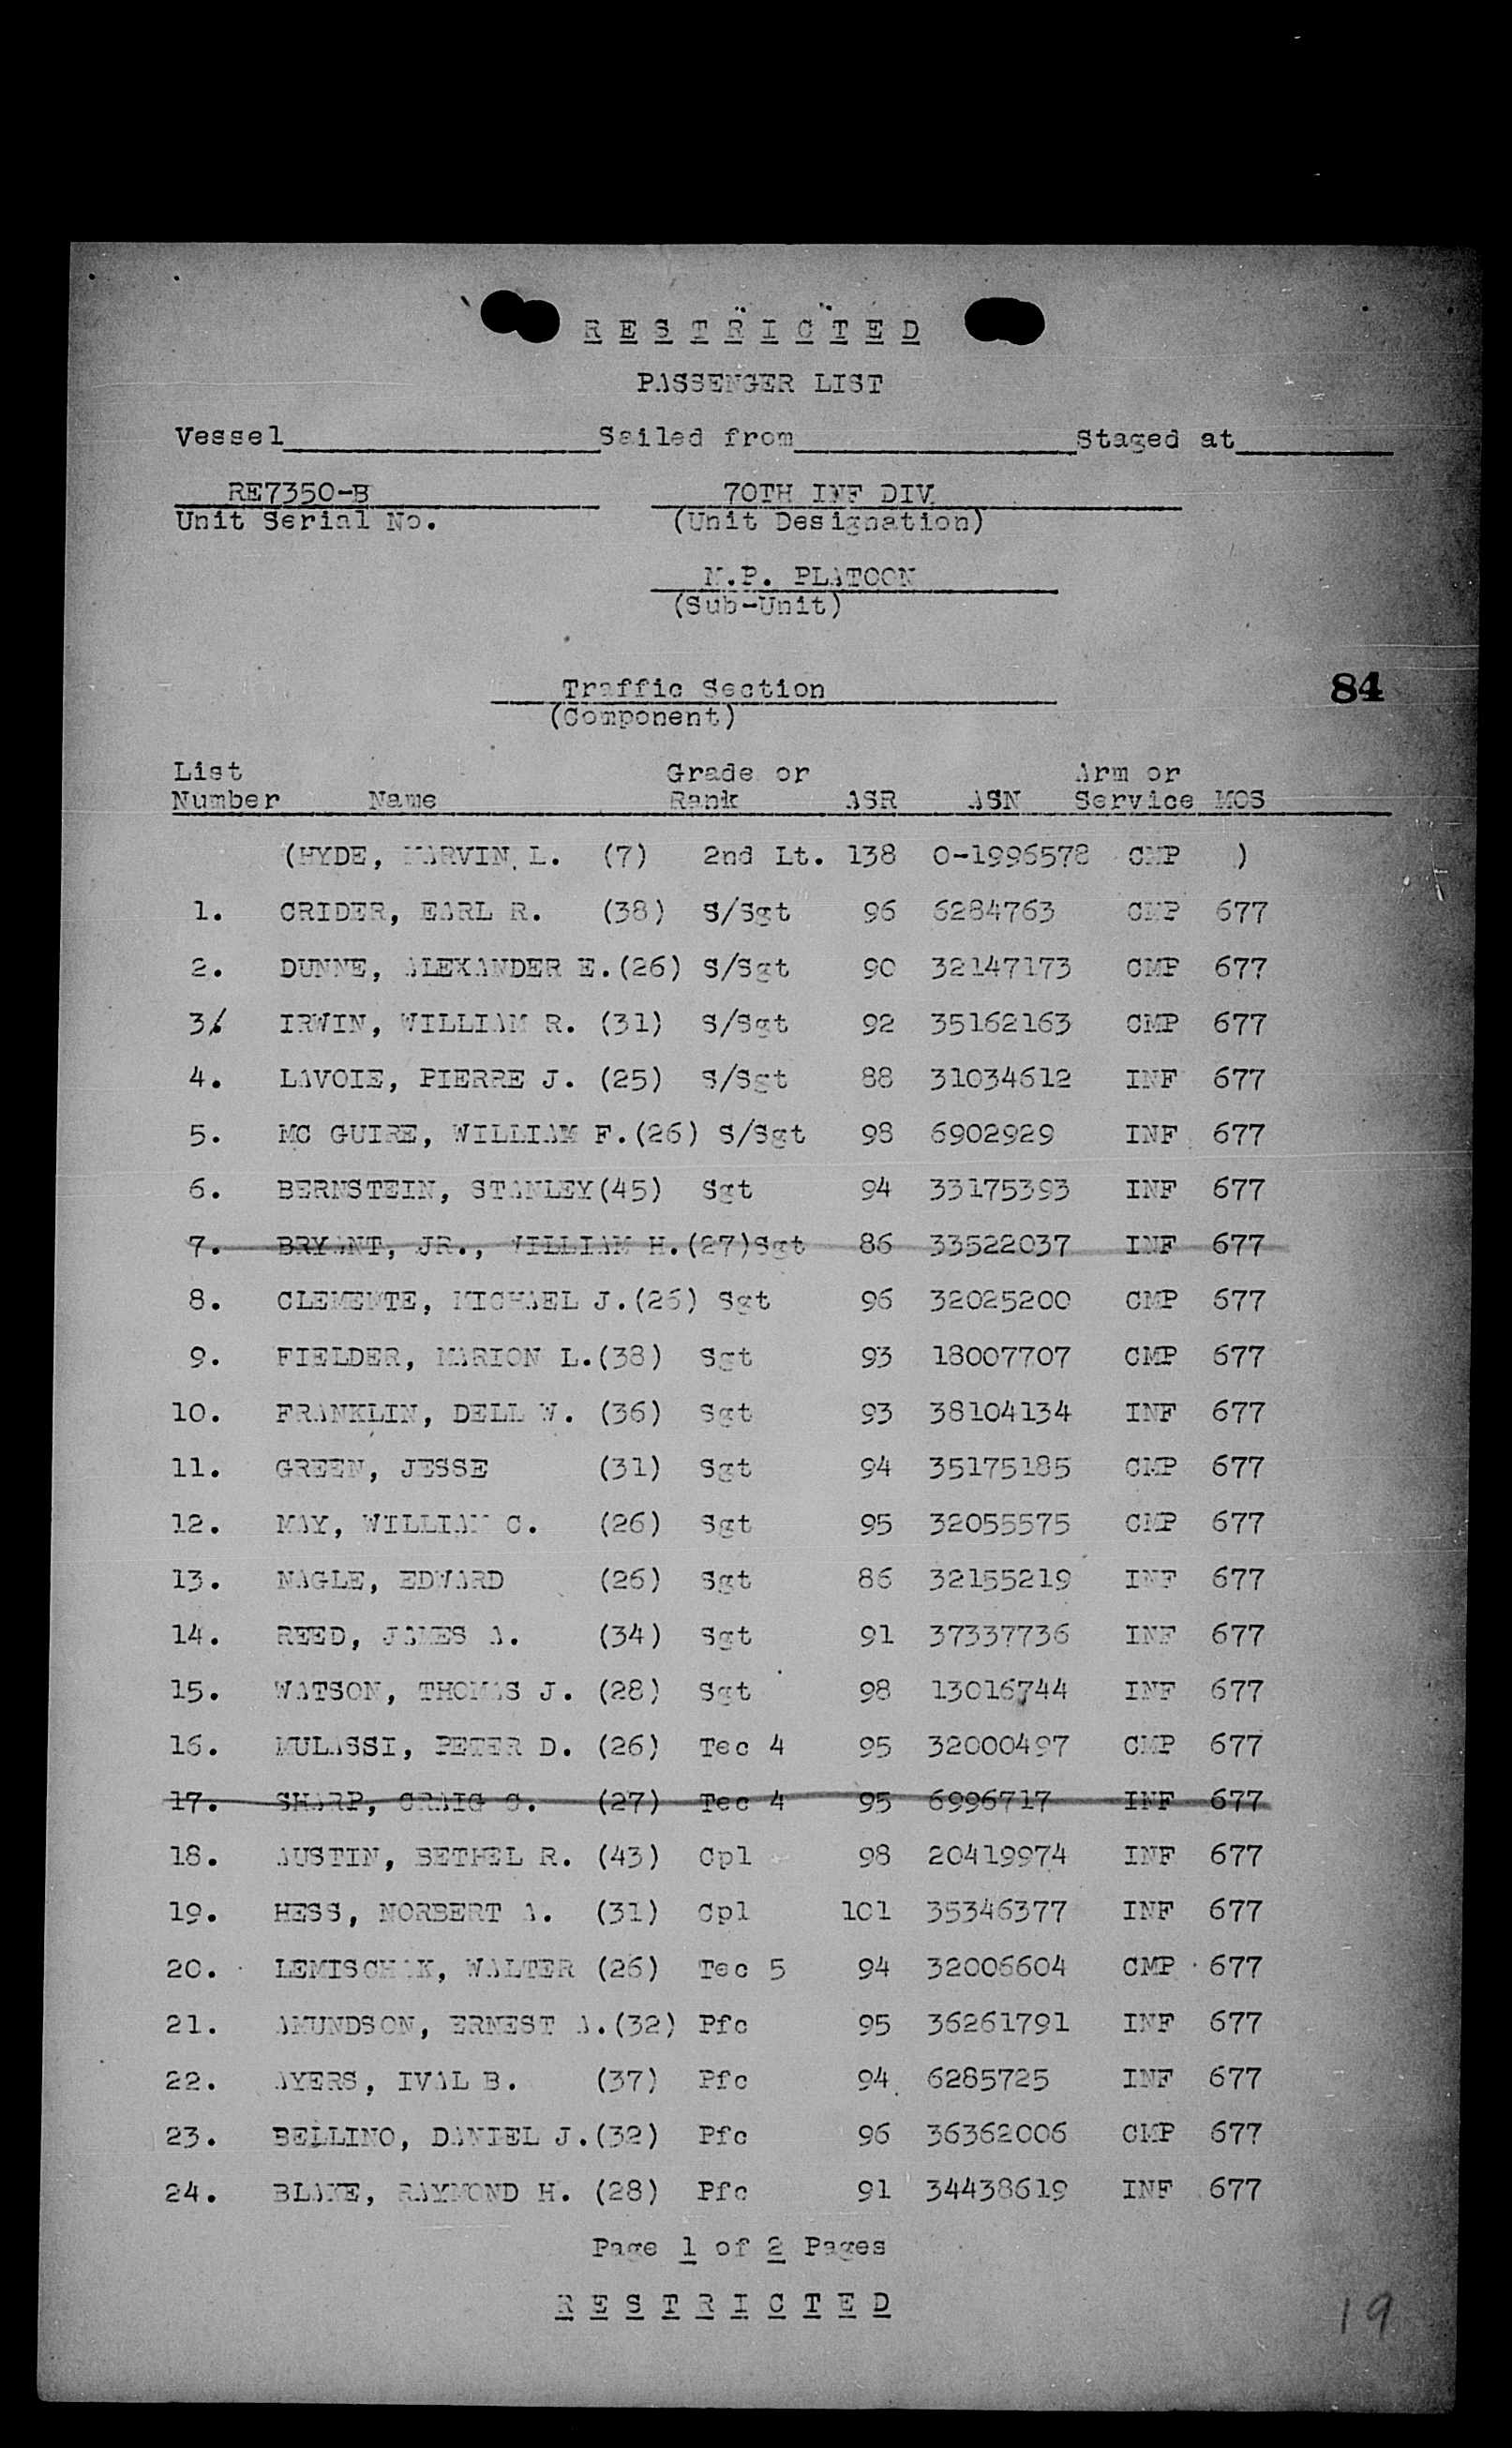 RESTRICTED
PASSENGER LIST
Vessel Sailed from Staged at
RE7350-B 70TH INF DIV.
Unit Serial No. (Unit Designation)
M.P. PLATOON
(Sub-Unit)
Traffic Section 84
(Component)
List Grade or Arm or
Number Name Rank ASR ASN Service MOS
(HYDE, MARVIN L. (7) 2nd Lt. 138 O-1996578 CMP )
1. CRIDER, EARL R. (38) S/Sgt 96 6284763 CMP 677
2. DUNNE, ALEXANDER E.(26) S/Sgt 90 32147173 CMP 677
3. IRWIN, WILLIAM R. (31) S/Sgt 92 35162163 CMP 677
4. LAVOIE, PIERRE J. (25) S/Sgt 88 31034612 INF 677
5. MC GUIRE, WILLIAM F.(26) S/Sgt 98 6902929 INF 677
6. BERNSTEIN, STANLEY(45) Sgt 94 33175393 INF 677
7. BRYANT, JR., WILLIAM H.(27)Sgt 86 33522037 INF 677
8. CLEMENTE, MICHAEL J.(26) Sgt 96 32025200 CMP 677
9. FIELDER, MARION L.(38) Sgt 93 18007707 CMP 677
10. FRANKLIN, DELL W. (36) Sgt 93 38104134 INF 677
11. GREEN, JESSE (31) Sgt 94 35175185 CMP 677
12. MAY, WILLIAM C. (26) Sgt 95 32055575 CMP 677
13. NAGLE, EDWARD (26) Sgt 86 32155219 INF 677
14. REED, JAMES A. (34) Sgt 91 37337736 INF 677
15. WATSON, THOMAS J. (28) Sgt 98 13016744 INF 677
16. MULASSI, PETER D. (26) Tec 4 95 32000497 CMP 677
17. SHARP, CRAIG C. (27) Tec 4 95 6996717 INF 677
18. AUSTIN, BETHEL R. (43) Cpl 98 20419974 INF 677
19. HESS, NORBERT A. (31) Cpl 101 35346377 INF 677
20. LEMISCHAK, WALTER (26) Tec 5 94 32006604 CMP 677
21. AMUNDSON, ERNEST A.(32) Pfc 95 36261791 INF 677
22. AYERS, IVAL B. (37) Pfc 94 6285725 INF 677
23. BELLINO, DANIEL J.(32) Pfc 96 36362006 CMP 677
24. BLAKE, RAYMOND H. (28) Pfc 91 34438619 INF 677
Page 1 of 2 Pages
RESTRICTED
19